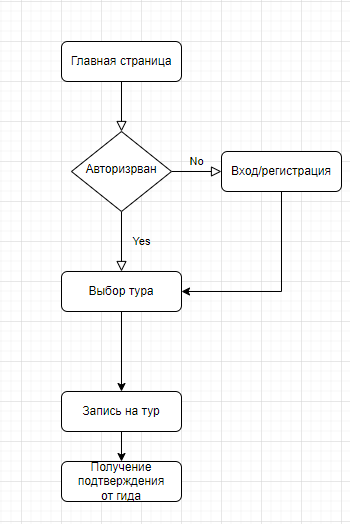 Главная страница
Авторизрван
No
Вход/регистрация
Yes
Выбор тура
Запись на тур
Получение
подтверждения
от гида